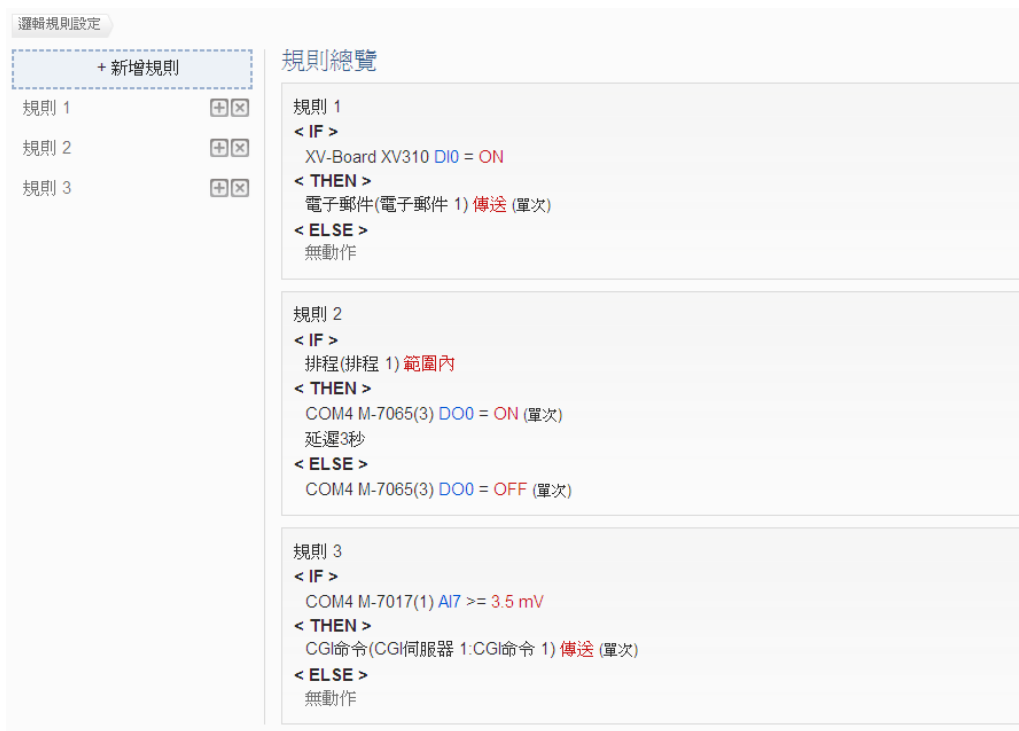 邏輯規則設定
+ 新增規則
規則 1
規則 2
規則 3
規則總覽
規則 1
< IF >
XV-Board XV310 DI0 = ON
< THEN >
電子郵件(電子郵件 1) 傳送 (單次)
< ELSE >
無動作
規則 2
< IF >
排程(排程 1) 範圍內
< THEN >
COM4 M-7065(3) DO0 = ON (單次)
延遲3秒
< ELSE >
COM4 M-7065(3) DO0 = OFF (單次)
規則 3
< IF >
COM4 M-7017(1) AI7 >= 3.5 mV
< THEN >
CGI命令(CGI伺服器 1:CGI命令 1) 傳送 (單次)
< ELSE >
無動作